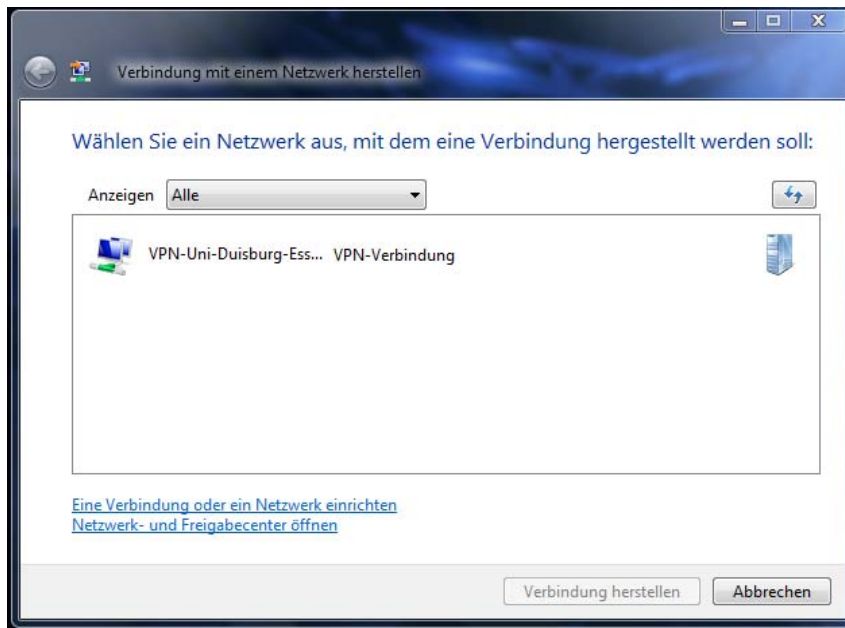 Verbindung mit einem Netzwerk herstellen
Wählen Sie ein Netzwerk aus, mit dem eine Verbindung hergestellt werden soll:
Anzeigen Alle
VPN-Uni-Duisburg-Ess... VPN-Verbindung
Eine Verbindung oder ein Netzwerk einrichten
Netzwerk- und Freigabecenter öffnen
Verbindung herstellen Abbrechen